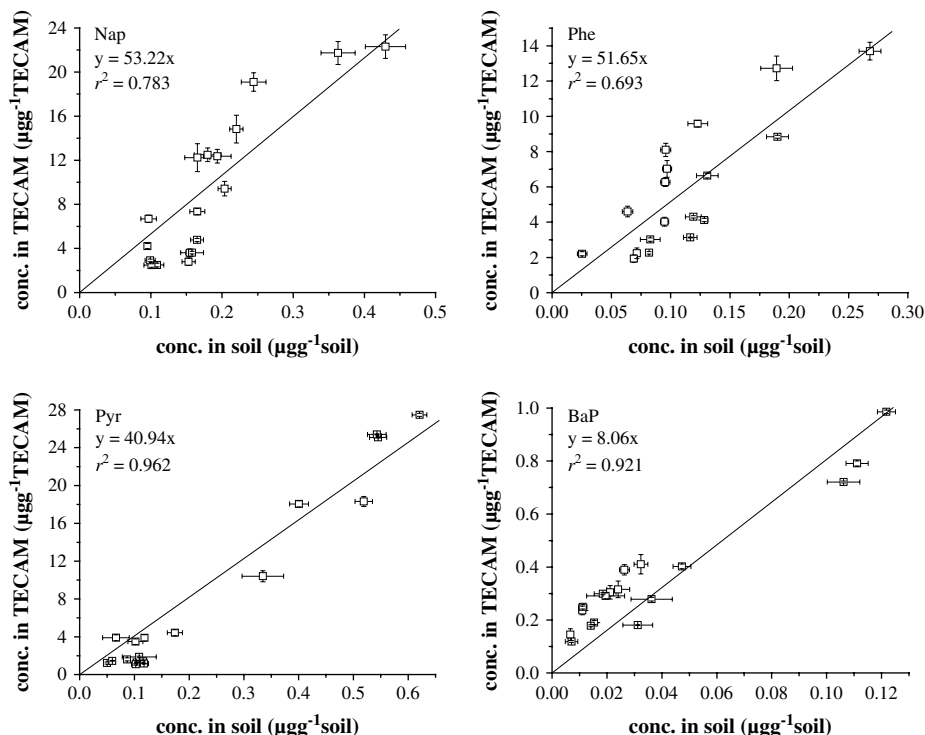 Nap
y = 53.22x
r² = 0.783
24
20
16
12
8
4
0
0.1
0.2
0.3
0.4
0.5
conc. in TECAM (µgg⁻¹TECAM)
conc. in soil (µgg⁻¹soil)
Phe
y = 51.65x
r² = 0.693
14
12
10
8
6
4
2
0
0.00
0.05
0.10
0.15
0.20
0.25
0.30
conc. in TECAM (µgg⁻¹TECAM)
conc. in soil (µgg⁻¹soil)
Pyr
y = 40.94x
r² = 0.962
28
24
20
16
12
8
4
0
0.0
0.1
0.2
0.3
0.4
0.5
0.6
conc. in TECAM (µgg⁻¹TECAM)
conc. in soil (µgg⁻¹soil)
BaP
y = 8.06x
r² = 0.921
1.0
0.8
0.6
0.4
0.2
0.0
0.00
0.02
0.04
0.06
0.08
0.10
0.12
conc. in TECAM (µgg⁻¹TECAM)
conc. in soil (µgg⁻¹soil)